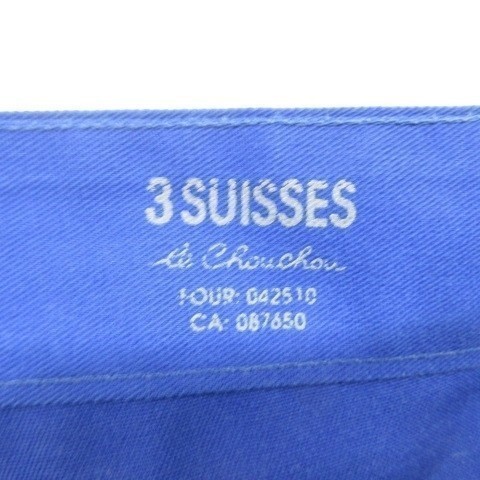 3 SUISSES
Le Chouchou
FOUR: 042510
CA: 087650